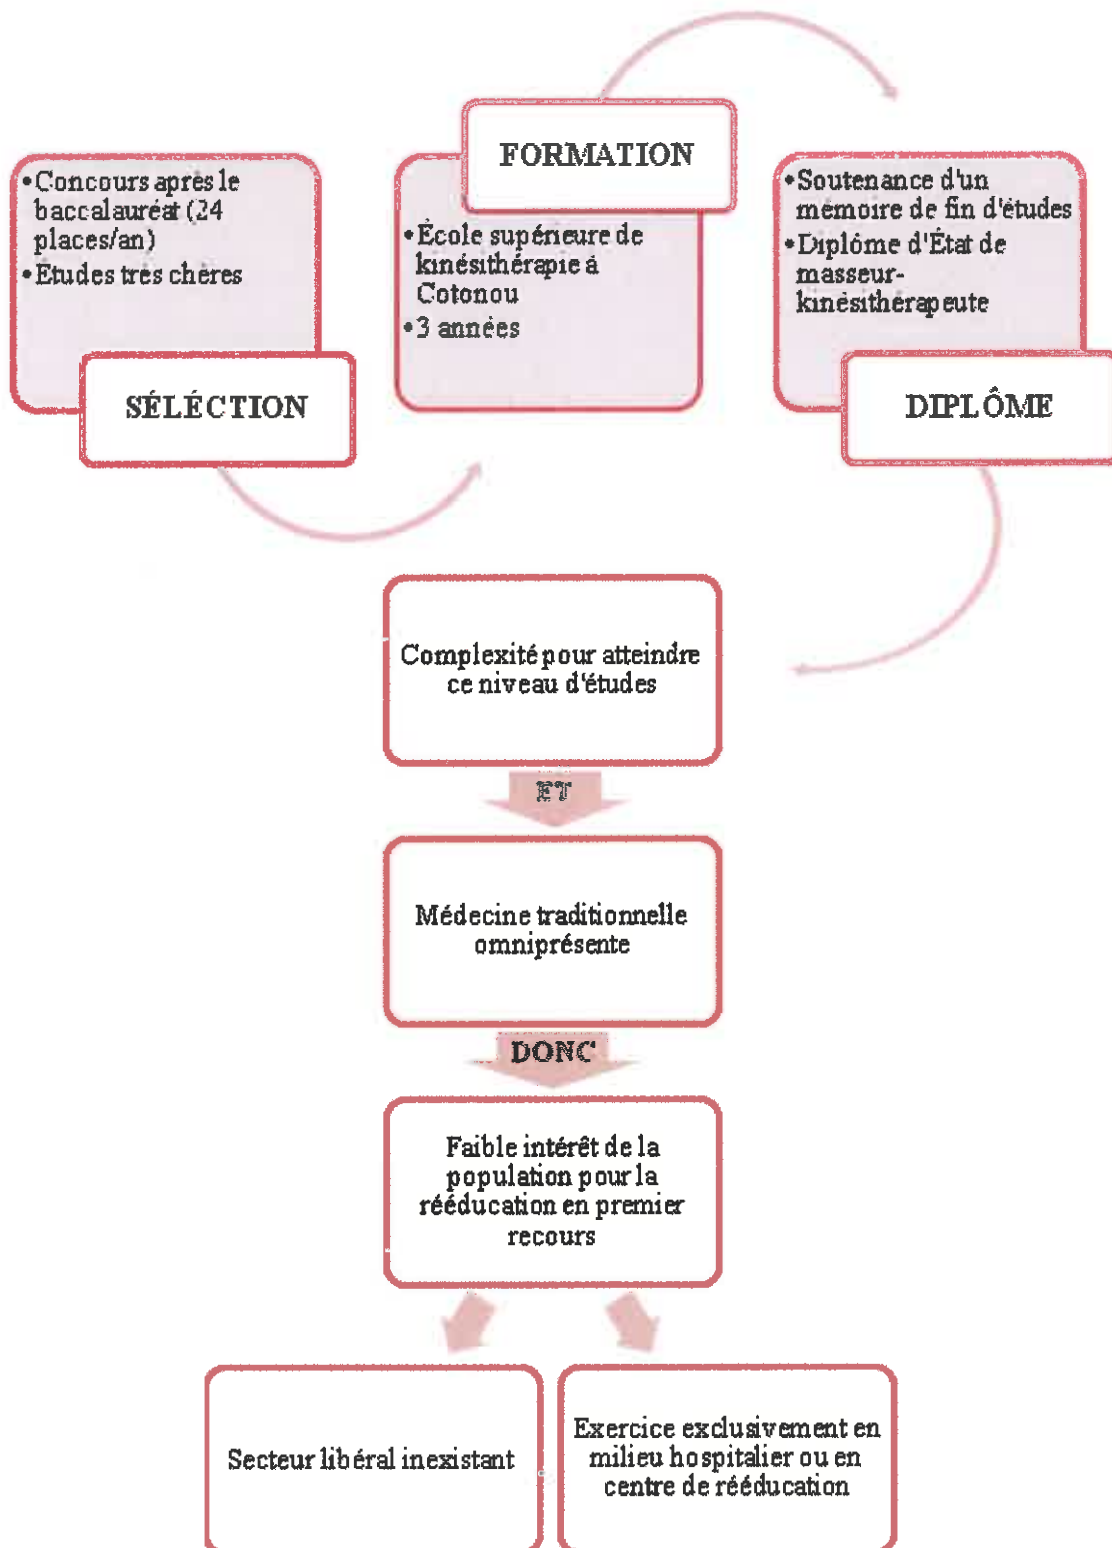 •Concours après le
baccalauréat (24
places/an)
•Études très chères
SÉLÉCTION
FORMATION
•École supérieure de
kinésithérapie à
Cotonou
•3 années
•Soutenance d'un
mémoire de fin d'études
•Diplôme d'État de
masseur-
kinésithérapeute
DIPLÔME
Complexité pour atteindre
ce niveau d'études
ET
Médecine traditionnelle
omniprésente
DONC
Faible intérêt de la
population pour la
rééducation en premier
recours
Secteur libéral inexistant
Exercice exclusivement en
milieu hospitalier ou en
centre de rééducation